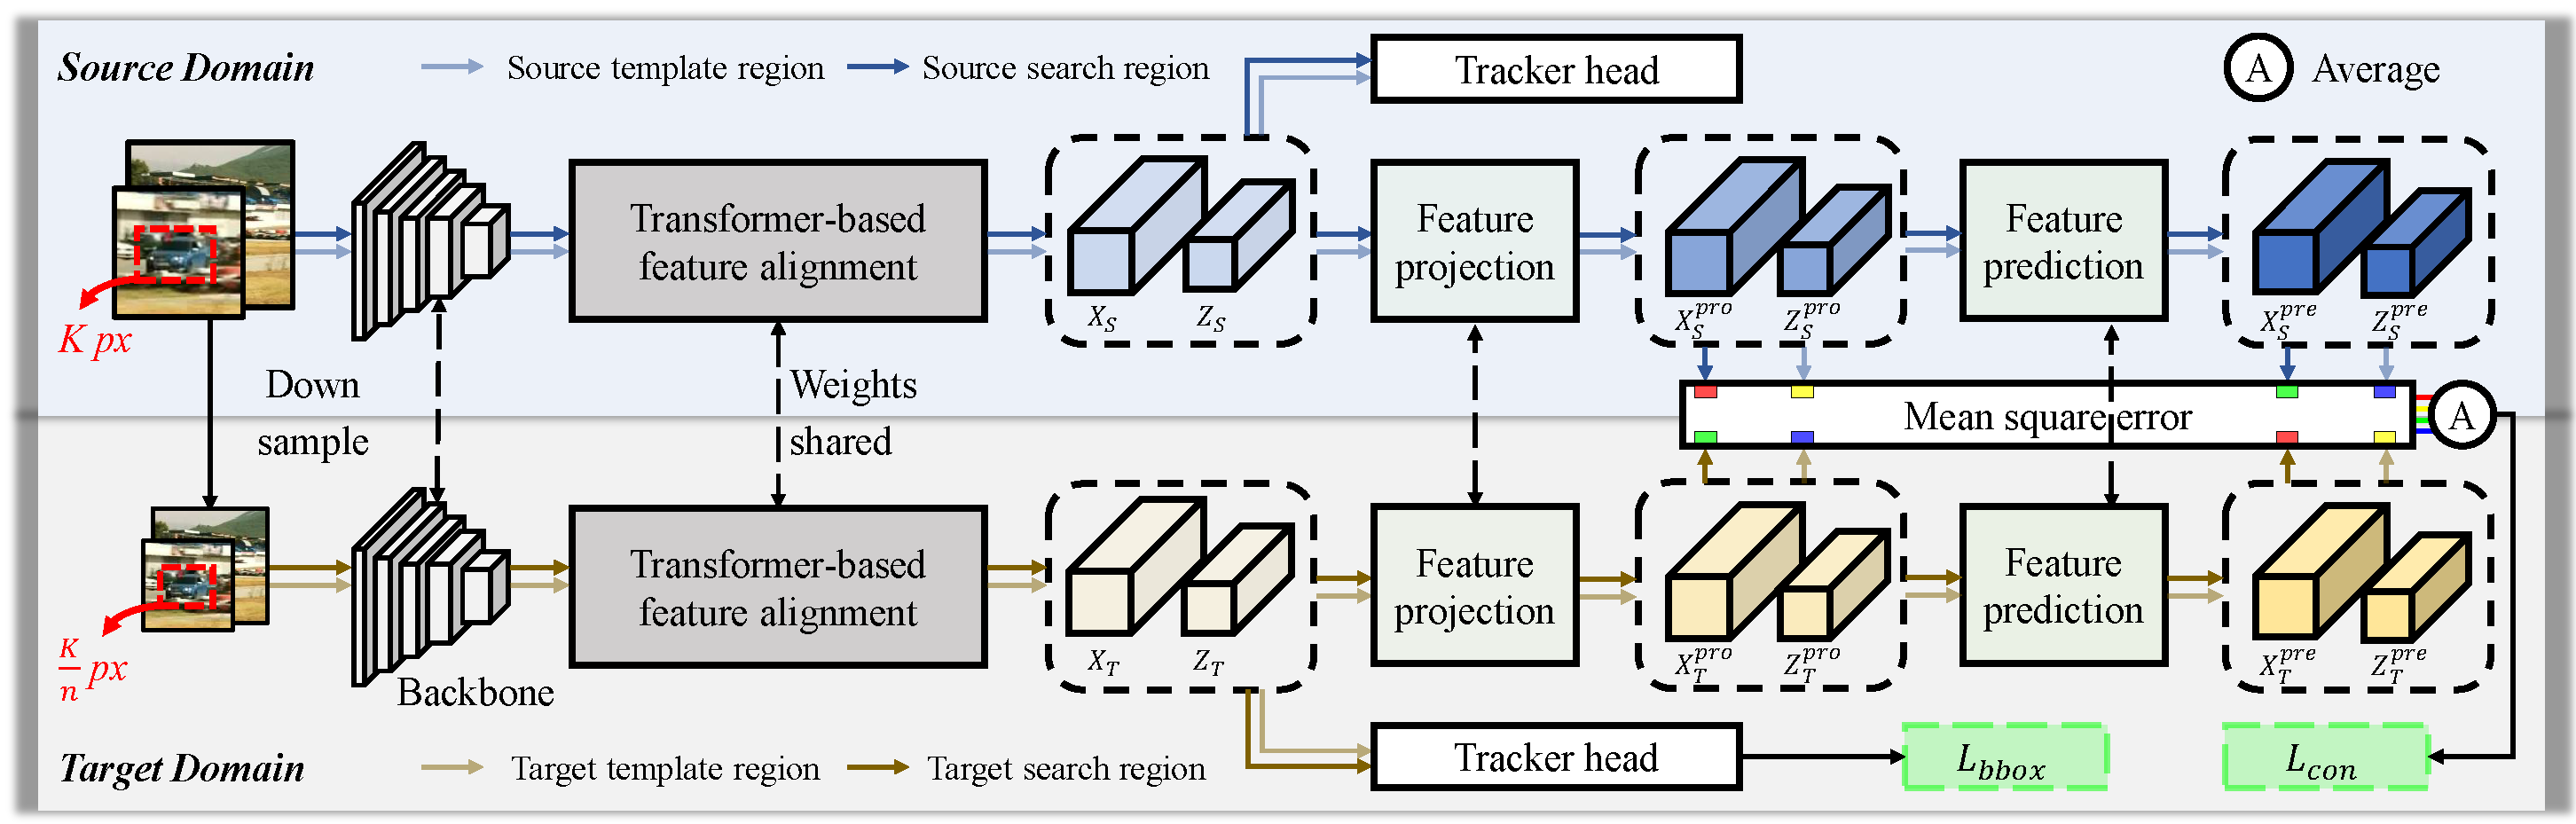 Source Domain
Source template region
Source search region
Tracker head
A
Average
Transformer-based
feature alignment
Feature
projection
Feature
prediction
K px
X_S
Z_S
X_S^{pro}
Z_S^{pro}
X_S^{pre}
Z_S^{pre}
Down
sample
Weights
shared
Mean square error
A
Transformer-based
feature alignment
Feature
projection
Feature
prediction
\frac{K}{n} px
Backbone
X_T
Z_T
X_T^{pro}
Z_T^{pro}
X_T^{pre}
Z_T^{pre}
Target Domain
Target template region
Target search region
Tracker head
L_{bbox}
L_{con}